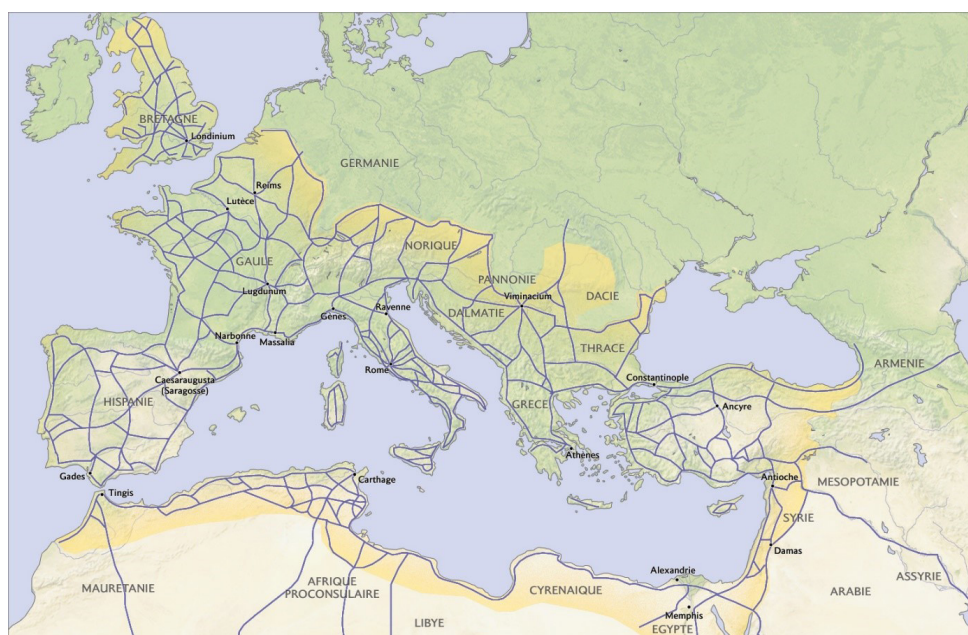 BRETAGNE
Londinium
GERMANIE
Reims
Lutèce
GAULE
NORIQUE
Lugdunum
PANNONIE
Viminacium
DACIE
Ravenne
Gênes
DALMATIE
Narbonne
Massalia
THRACE
ARMENIE
Rome
Constantinople
Caesaraugusta
(Saragosse)
HISPANIE
GRECE
Ancyre
Athènes
Gades
Carthage
Antioche
MESOPOTAMIE
Tingis
SYRIE
Damas
Alexandrie
ASSYRIE
MAURETANIE
AFRIQUE
PROCONSULAIRE
CYRENAIQUE
ARABIE
Memphis
LIBYE
EGYPTE